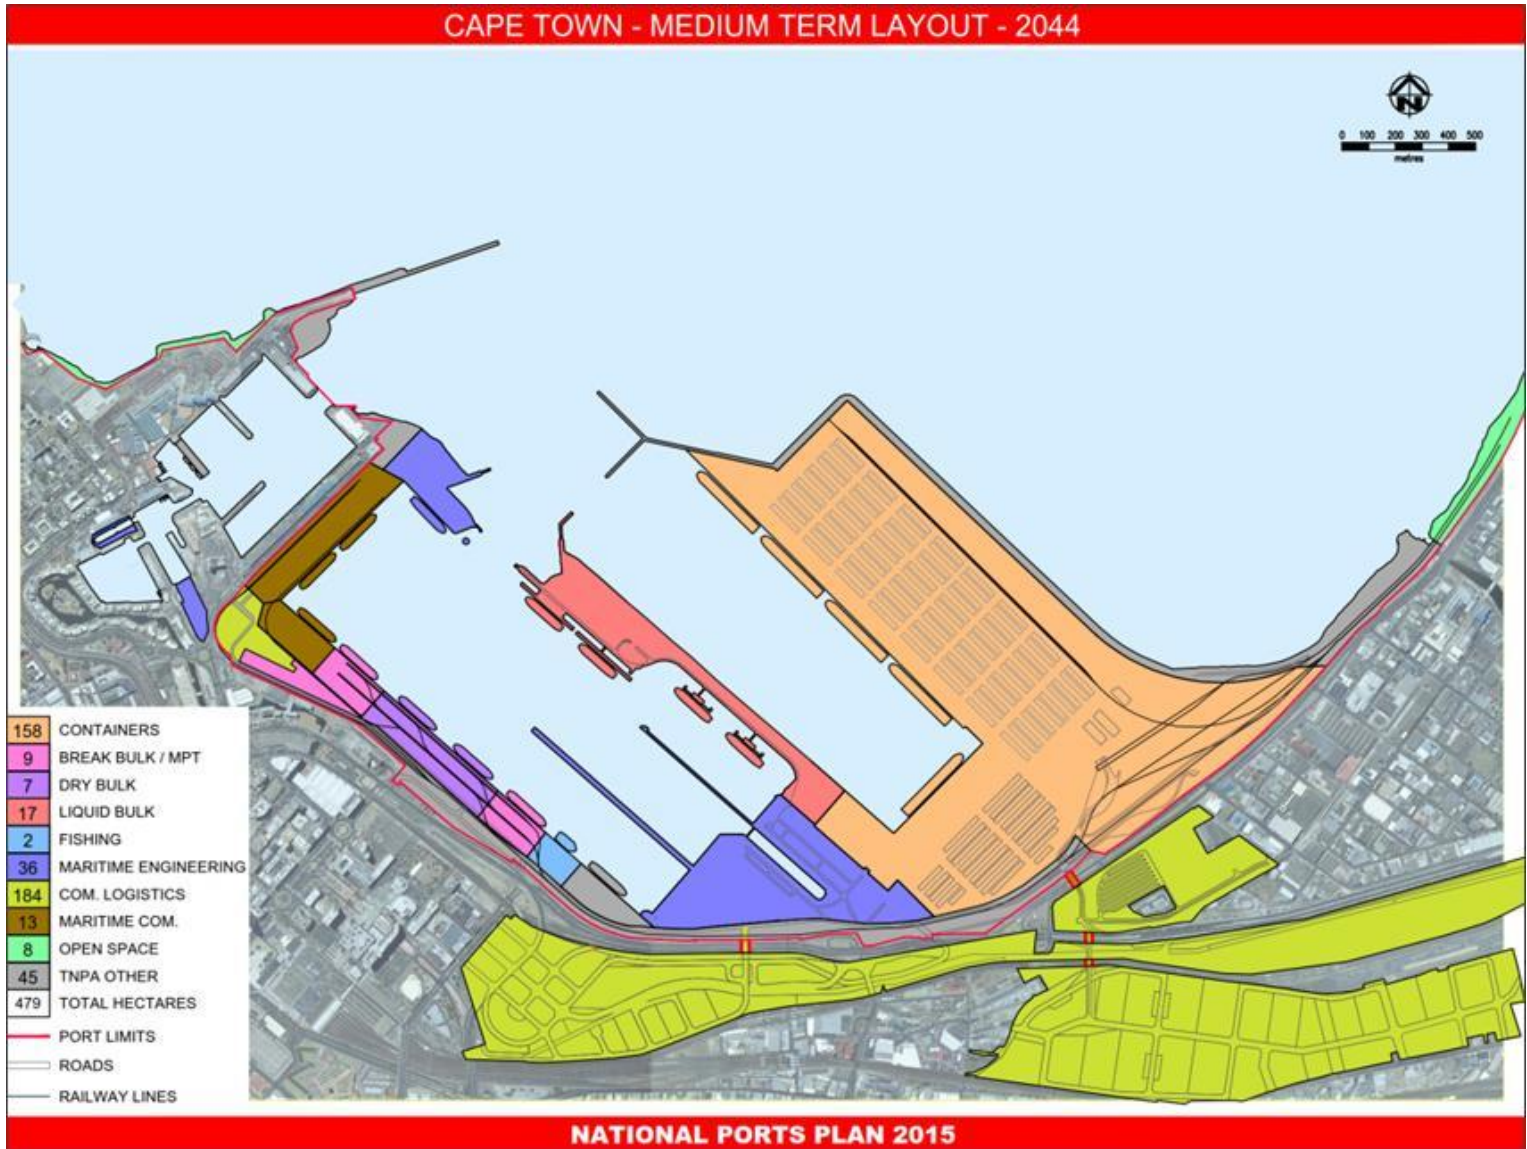 CAPE TOWN - MEDIUM TERM LAYOUT - 2044
N
0 100 200 300 400 500
metres
158 CONTAINERS
9 BREAK BULK / MPT
7 DRY BULK
17 LIQUID BULK
2 FISHING
36 MARITIME ENGINEERING
184 COM. LOGISTICS
13 MARITIME COM.
8 OPEN SPACE
45 TNPA OTHER
479 TOTAL HECTARES
PORT LIMITS
ROADS
RAILWAY LINES
NATIONAL PORTS PLAN 2015